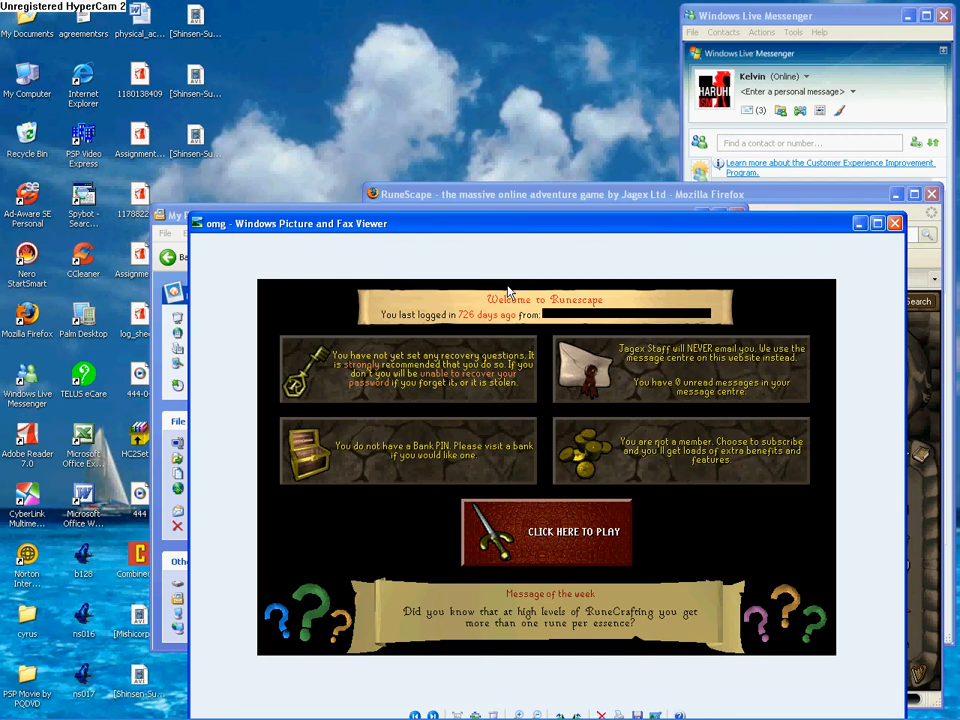 Unregistered HyperCam 2
My Documents
agreementsrs
physical_ac...
[Shinsen-Su...
My Computer
Internet
Explorer
1180138409
[Shinsen-Su...
Recycle Bin
PSP Video
Express
Assignment...
[Shinsen-Su...
Ad-Aware SE
Personal
Spybot -
Searc...
Nero
StartSmart
CCleaner
Mozilla Firefox
Palm Desktop
Windows Live
Messenger
TELUS eCare
Adobe Reader
7.0
Microsoft
Office Ex...
HC2Set
CyberLink
Multime...
Microsoft
Office W...
444
Norton
Inter...
b128
cyrus
ns016
PSP Movie by
PQDVD
ns017
[Shinsen-Su...
Windows Live Messenger
File Contacts Actions Tools Help
Windows Live Messenger
Kelvin (Online)
<Enter a personal message>
(3)
Find a contact or number...
Learn more about the Customer Experience Improvement
Program.
RuneScape - the massive online adventure game by Jagex Ltd - Mozilla Firefox
Search
File
omg - Windows Picture and Fax Viewer
Welcome to Runescape
You last logged in 726 days ago from:
You have not yet set any recovery questions. It
is strongly recommended that you do so. If you
don't you will be unable to recover your
password if you forget it, or it is stolen.
Jagex Staff will NEVER email you. We use the
message centre on this website instead.
You have 0 unread messages in your
message centre.
You do not have a Bank PIN. Please visit a bank
if you would like one.
You are not a member. Choose to subscribe
and you'll get loads of extra benefits and
features.
CLICK HERE TO PLAY
Message of the week
Did you know that at high levels of RuneCrafting you get
more than one rune per essence?